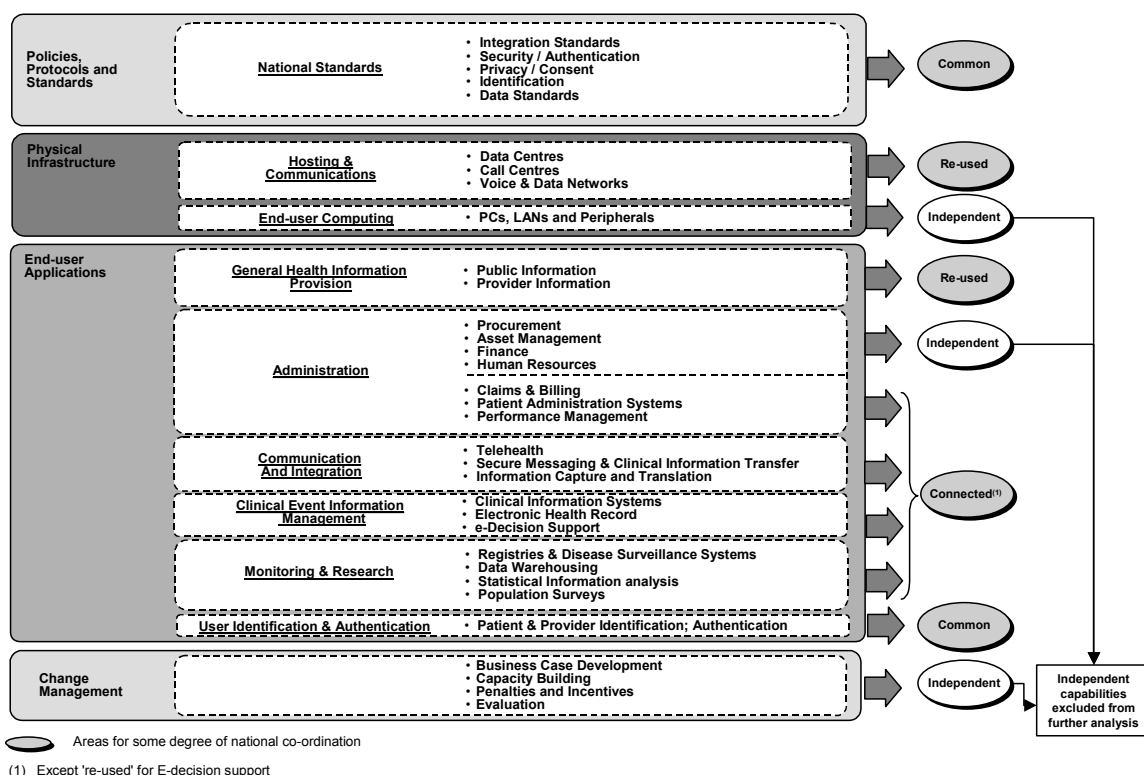 Policies,
Protocols and
Standards
National Standards
• Integration Standards
• Security / Authentication
• Privacy / Consent
• Identification
• Data Standards
Common
Physical
Infrastructure
Hosting &
Communications
• Data Centres
• Call Centres
• Voice & Data Networks
Re-used
End-user Computing
• PCs, LANs and Peripherals
Independent
End-user
Applications
General Health Information
Provision
• Public Information
• Provider Information
Re-used
Administration
• Procurement
• Asset Management
• Finance
• Human Resources
Independent
• Claims & Billing
• Patient Administration Systems
• Performance Management
Communication
And Integration
• Telehealth
• Secure Messaging & Clinical Information Transfer
• Information Capture and Translation
Connected(1)
Clinical Event Information
Management
• Clinical Information Systems
• Electronic Health Record
• e-Decision Support
Monitoring & Research
• Registries & Disease Surveillance Systems
• Data Warehousing
• Statistical Information analysis
• Population Surveys
User Identification & Authentication
• Patient & Provider Identification; Authentication
Common
Change
Management
• Business Case Development
• Capacity Building
• Penalties and Incentives
• Evaluation
Independent
Independent
capabilities
excluded from
further analysis
Areas for some degree of national co-ordination
(1) Except 're-used' for E-decision support